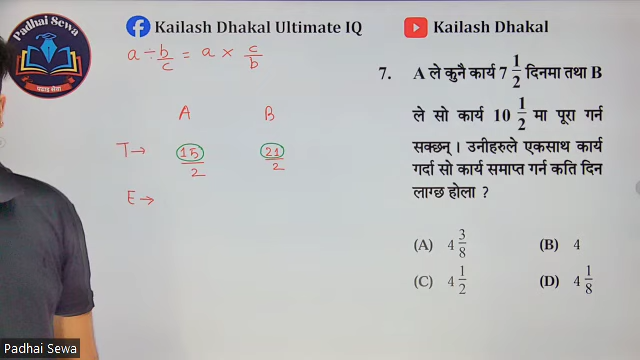 Padhai Sewa
पढाइ सेवा
Kailash Dhakal Ultimate IQ
Kailash Dhakal
a ÷ b/c = a × c/b
A B
T → 15/2 21/2
E →
7. A ले कुनै कार्य 7 1/2 दिनमा तथा B
ले सो कार्य 10 1/2 मा पूरा गर्न
सक्छन् । उनीहरुले एकसाथ कार्य
गर्दा सो कार्य समाप्त गर्न कति दिन
लाग्छ होला ?
(A) 4 3/8 (B) 4
(C) 4 1/2 (D) 4 1/8
Padhai Sewa